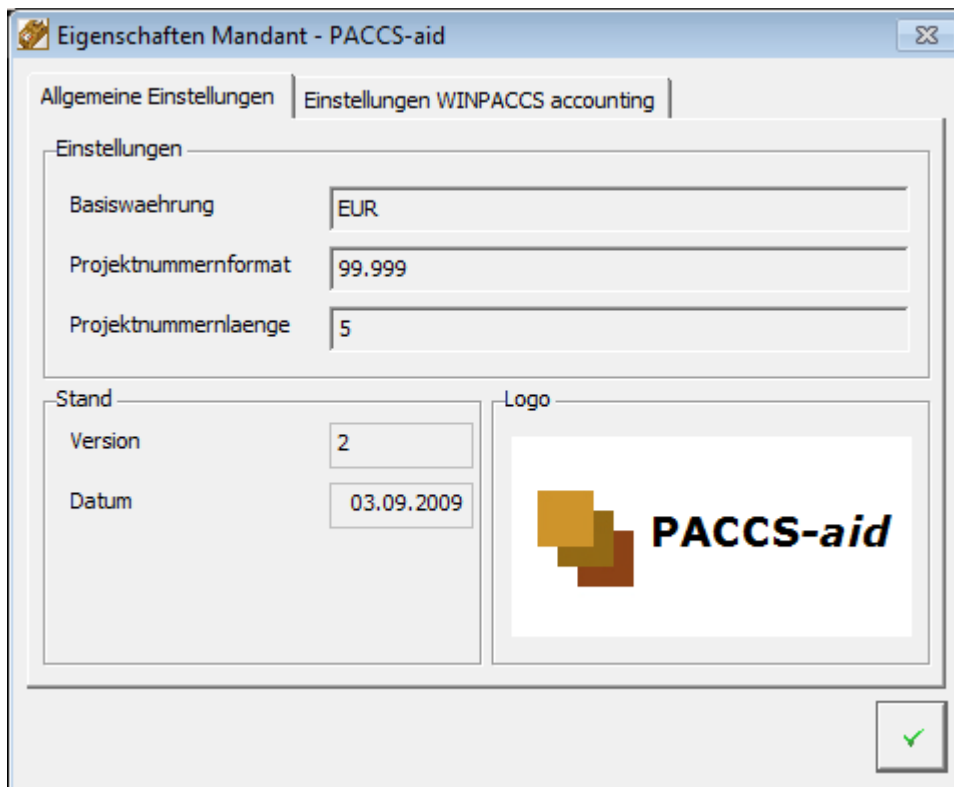 Eigenschaften Mandant - PACCS-aid
Allgemeine Einstellungen
Einstellungen WINPACCS accounting
Einstellungen
Basiswaehrung
EUR
Projektnummernformat
99.999
Projektnummernlaenge
5
Stand
Version
2
Datum
03.09.2009
Logo
PACCS-aid